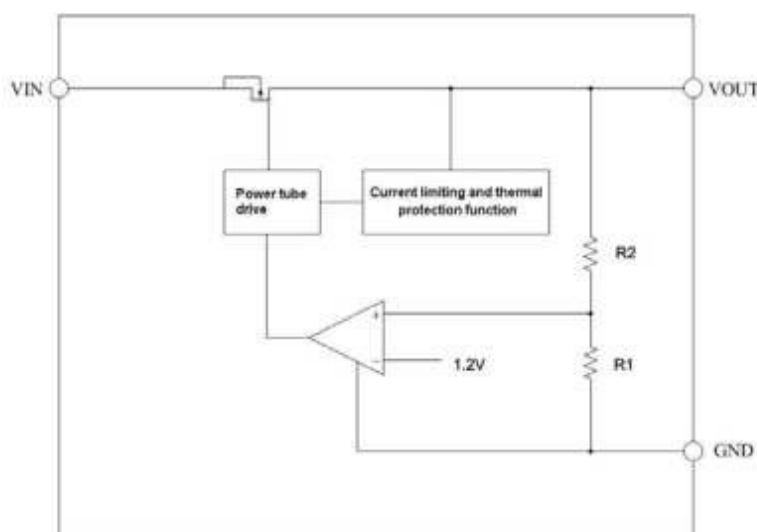 VIN
VOUT
Power tube
drive
Current limiting and thermal
protection function
R2
+
−
1.2V
R1
GND